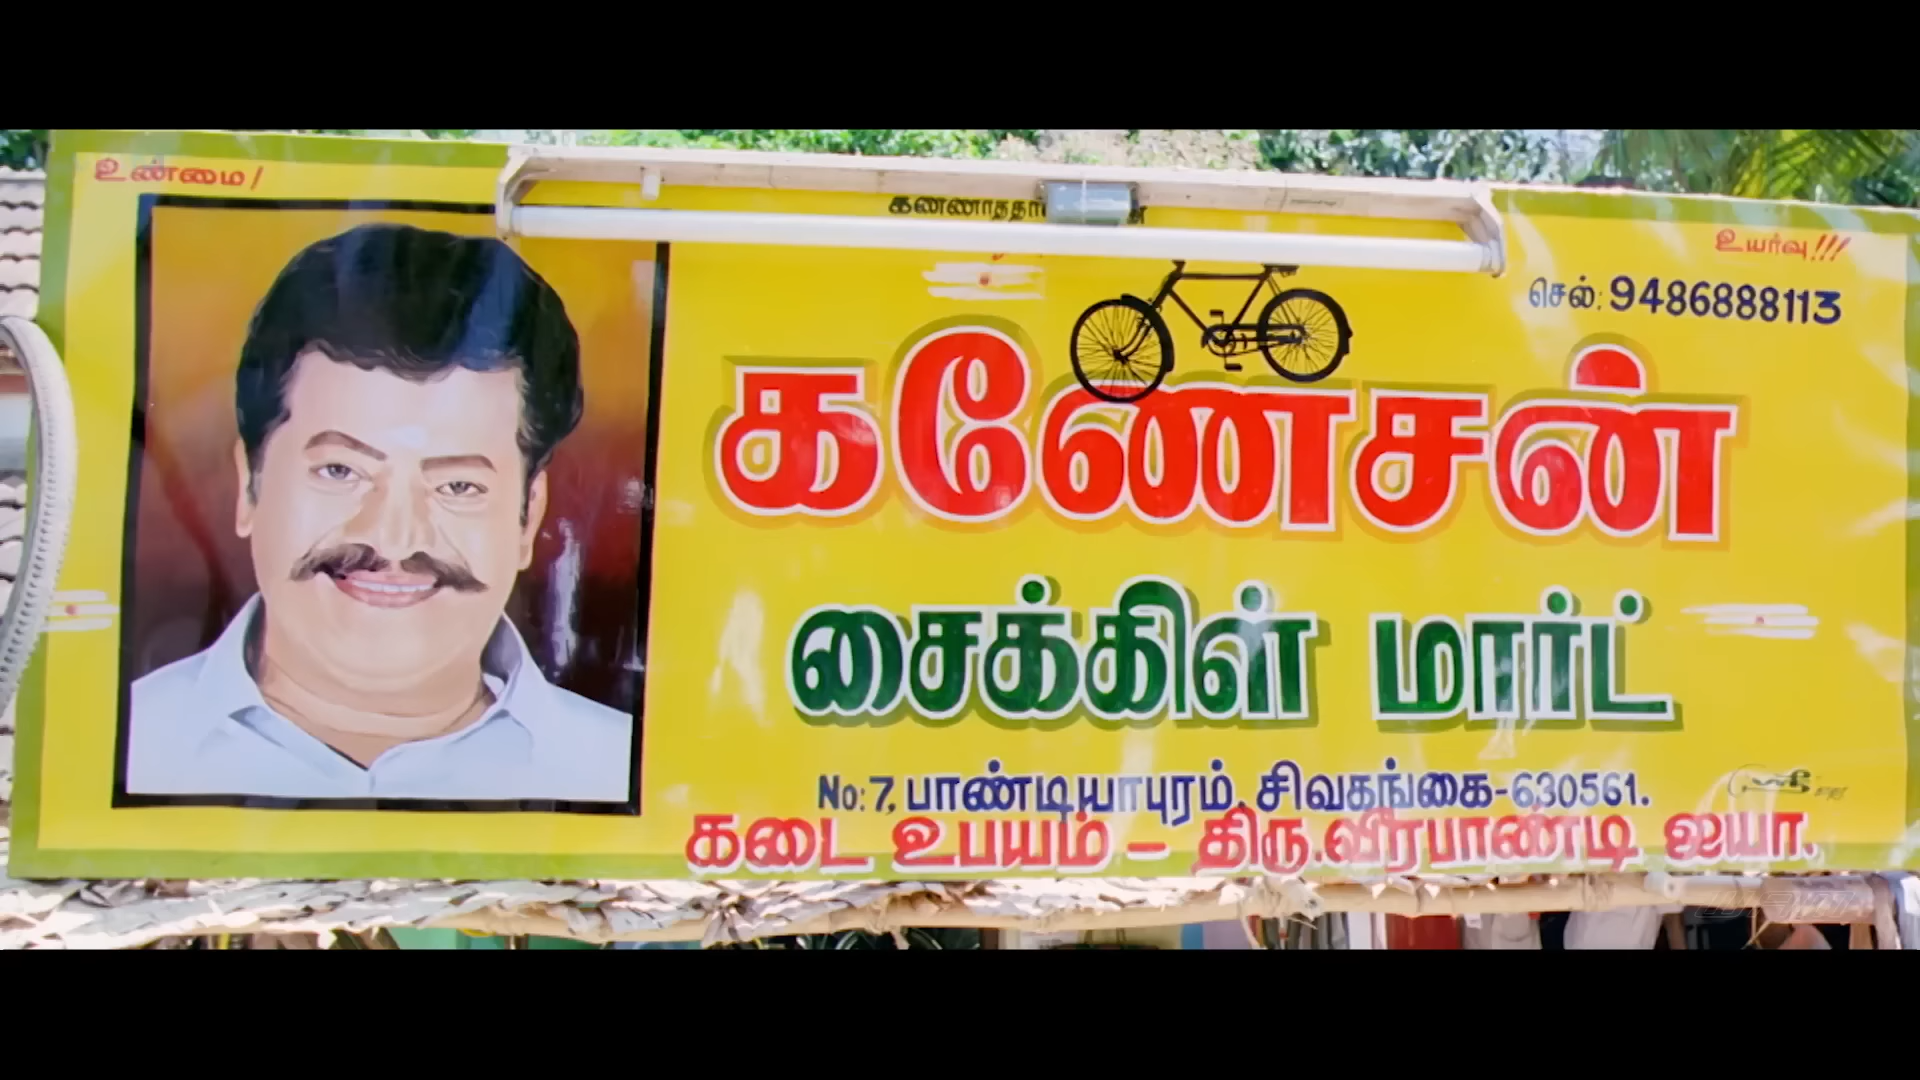 உண்மை!
உயர்வு!!!
செல்: 9486888113
கணேசன்
சைக்கிள் மார்ட்
No: 7, பாண்டியாபுரம், சிவகங்கை-630561.
கடை உபயம் - திரு.வீரபாண்டி ஐயா.